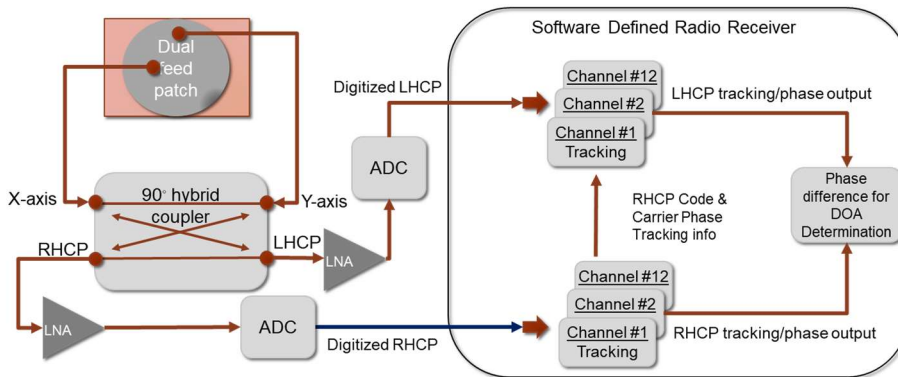 Software Defined Radio Receiver
Dual
feed
patch
Digitized LHCP
Channel #12
Channel #2
Channel #1
Tracking
LHCP tracking/phase output
ADC
X-axis
90° hybrid
coupler
Y-axis
RHCP
LHCP
LNA
RHCP Code &
Carrier Phase
Tracking info
Phase
difference for
DOA
Determination
LNA
ADC
Digitized RHCP
Channel #12
Channel #2
Channel #1
Tracking
RHCP tracking/phase output